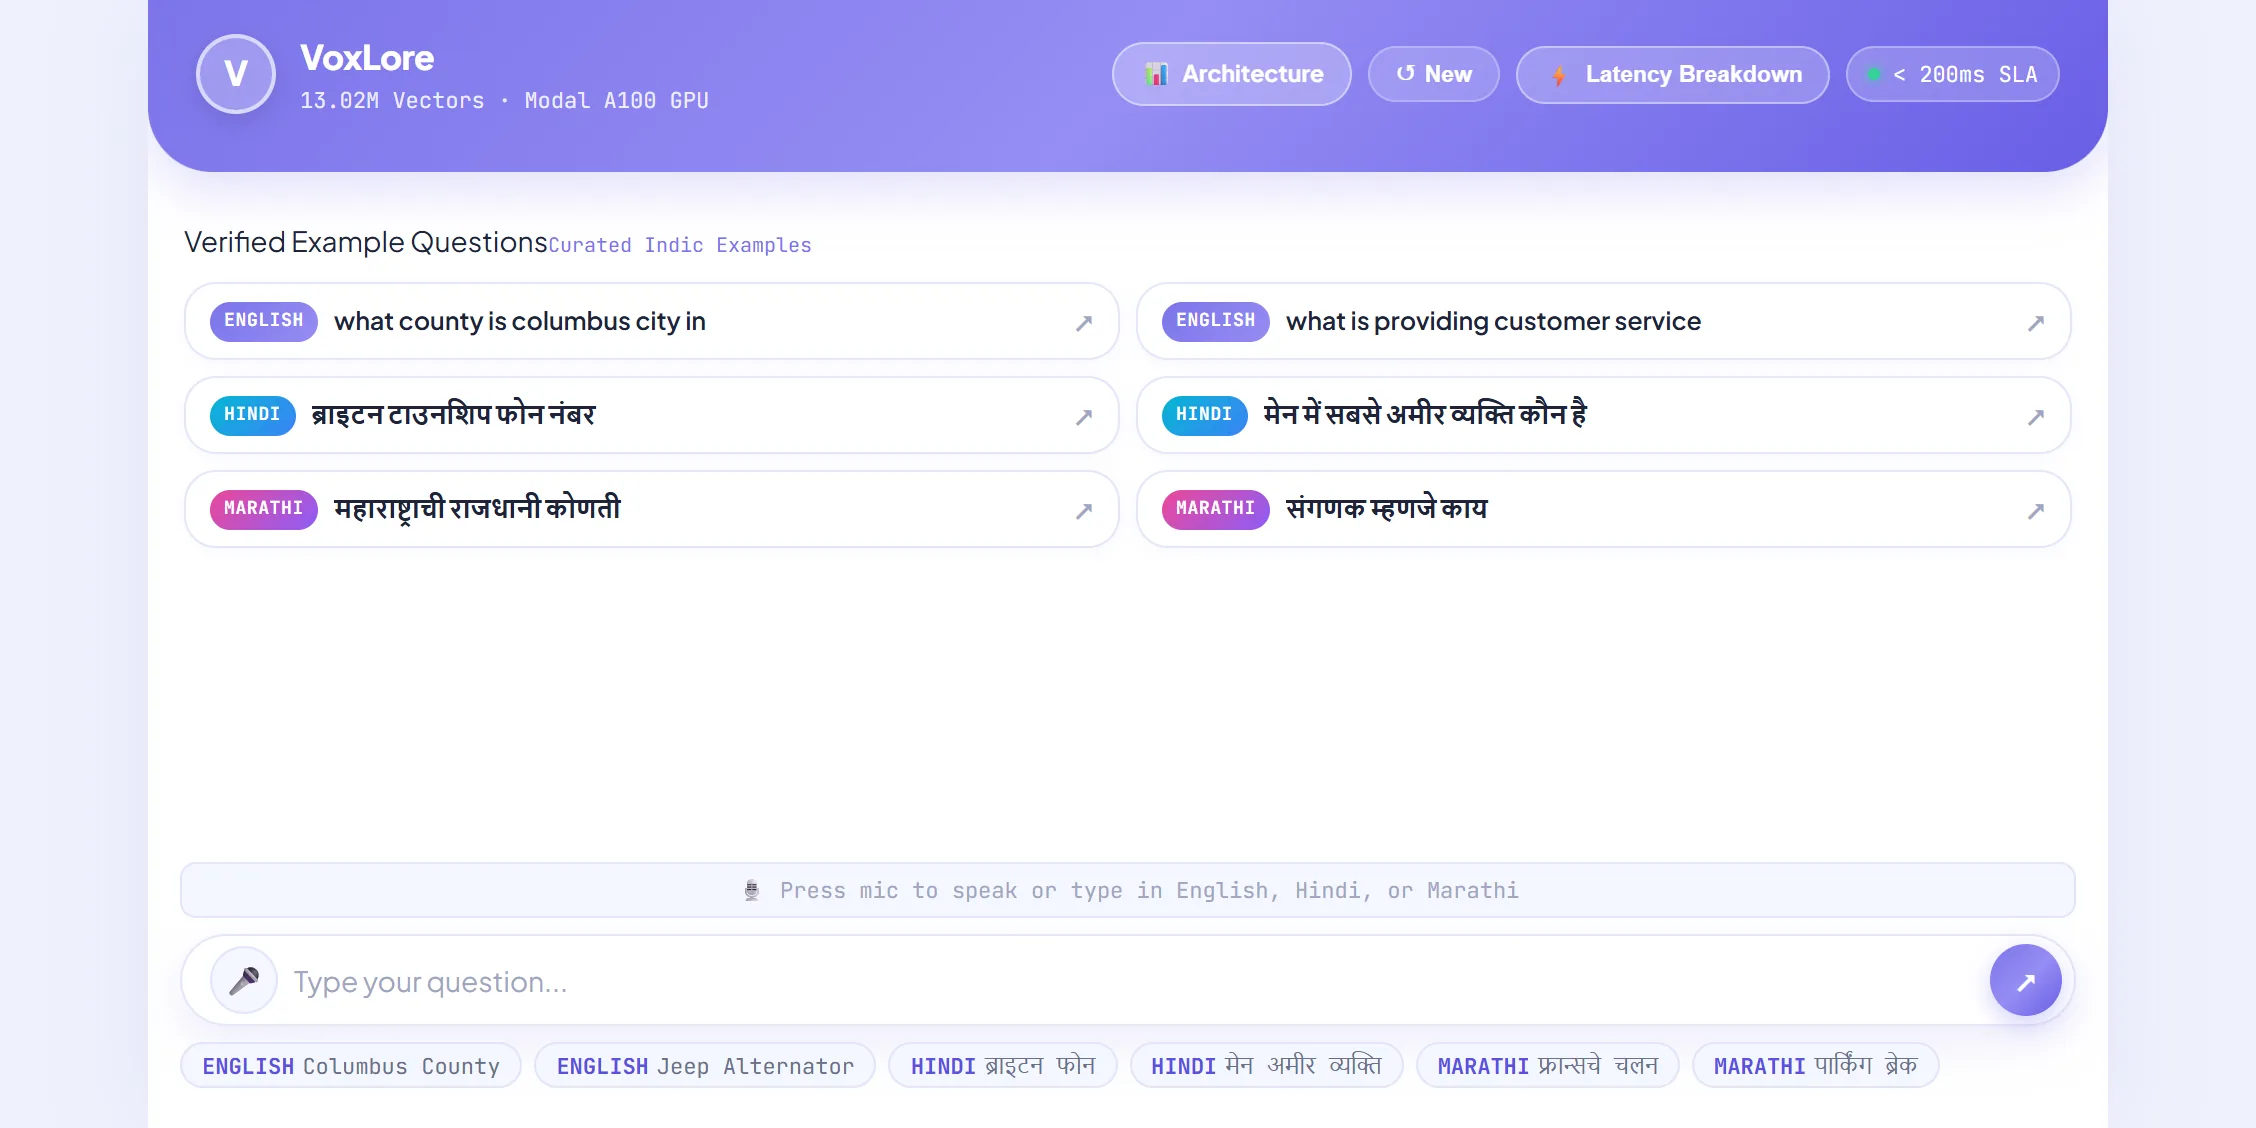 V
VoxLore
13.02M Vectors · Modal A100 GPU
Architecture
↺ New
Latency Breakdown
< 200ms SLA
Verified Example Questions Curated Indic Examples
ENGLISH what county is columbus city in ↗
ENGLISH what is providing customer service ↗
HINDI ब्राइटन टाउनशिप फोन नंबर ↗
HINDI मेन में सबसे अमीर व्यक्ति कौन है ↗
MARATHI महाराष्ट्राची राजधानी कोणती ↗
MARATHI संगणक म्हणजे काय ↗
Press mic to speak or type in English, Hindi, or Marathi
Type your question...
ENGLISH Columbus County
ENGLISH Jeep Alternator
HINDI ब्राइटन फोन
HINDI मेन अमीर व्यक्ति
MARATHI फ्रान्सचे चलन
MARATHI पार्किंग ब्रेक